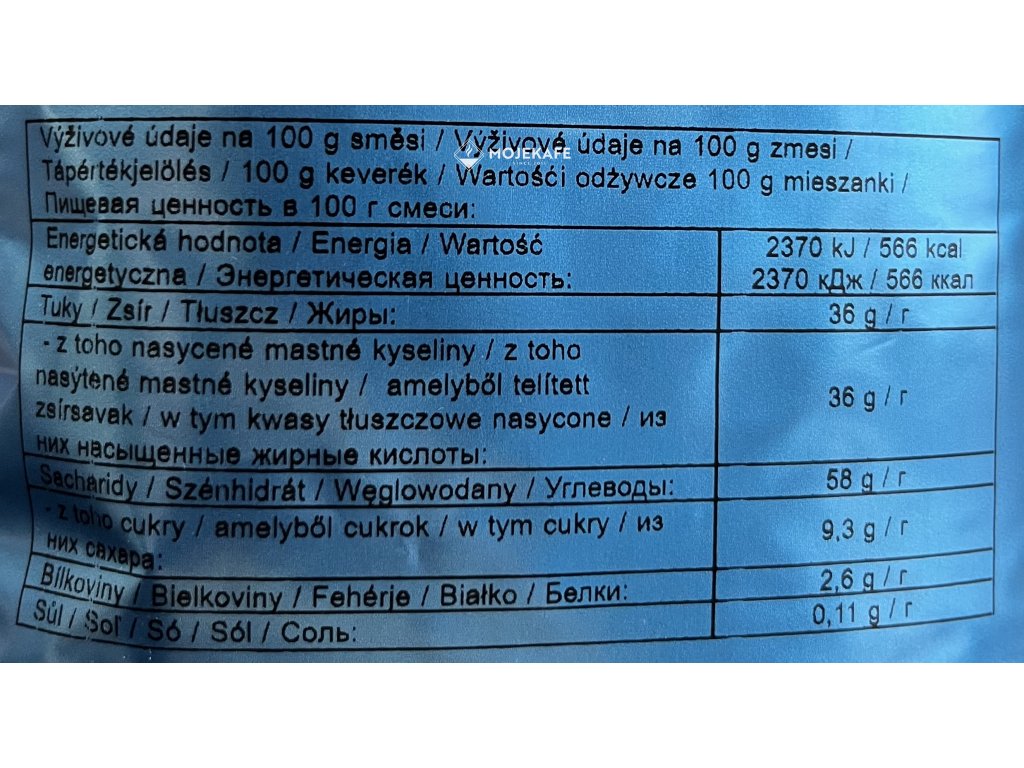 Výživové údaje na 100 g směsi / Výživové údaje na 100 g zmesi /
MOJEKAFE
Tápértékjelölés / 100 g keverék / Wartośći odżywcze 100 g mieszanki /
Пищевая ценность в 100 г смеси:
Energetická hodnota / Energia / Wartość
energetyczna / Энергетическая ценность:
2370 kJ / 566 kcal
2370 кДж / 566 ккал
Tuky / Zsír / Tłuszcz / Жиры:
36 g / г
- z toho nasycené mastné kyseliny / z toho
nasýtené mastné kyseliny / amelyből telített
zsírsavak / w tym kwasy tłuszczowe nasycone / из
них насыщенные жирные кислоты:
36 g / г
Sacharidy / Szénhidrát / Węglowodany / Углеводы:
58 g / г
- z toho cukry / amelyből cukrok / w tym cukry / из
них сахара:
9,3 g / г
Bílkoviny / Bielkoviny / Fehérje / Białko / Белки:
2,6 g / г
Sůl / Soľ / Só / Sól / Соль:
0,11 g / г